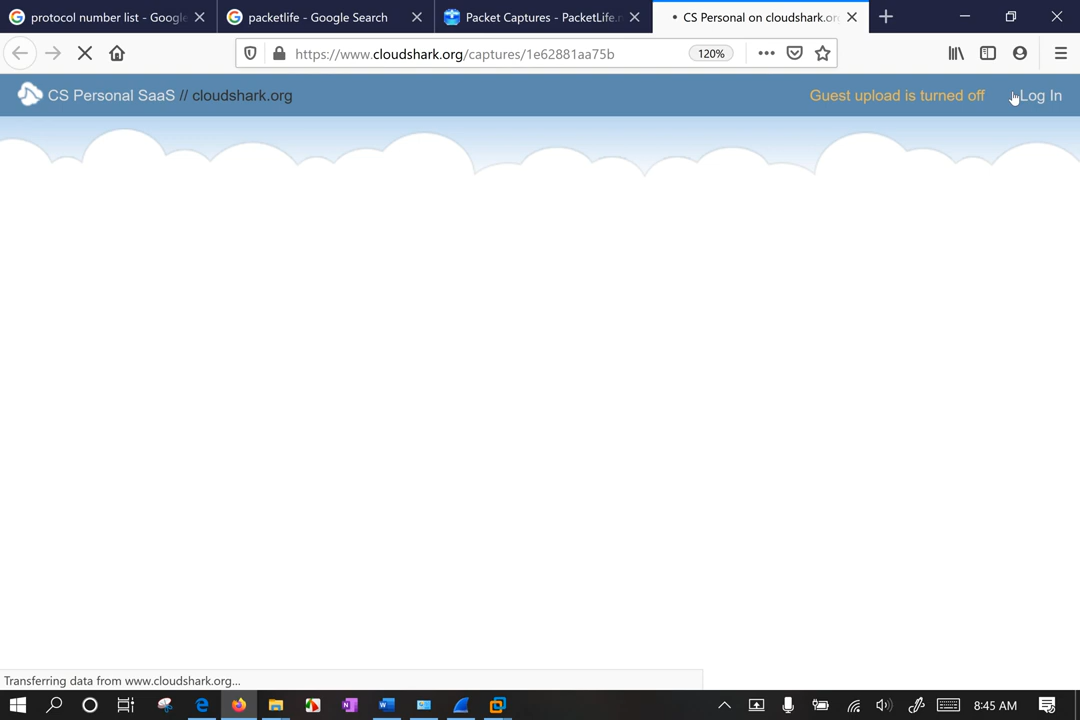 protocol number list - Google
packetlife - Google Search
Packet Captures - PacketLife.n
CS Personal on cloudshark.org
https://www.cloudshark.org/captures/1e62881aa75b
120%
CS Personal SaaS // cloudshark.org
Guest upload is turned off
Log In
Transferring data from www.cloudshark.org...
8:45 AM